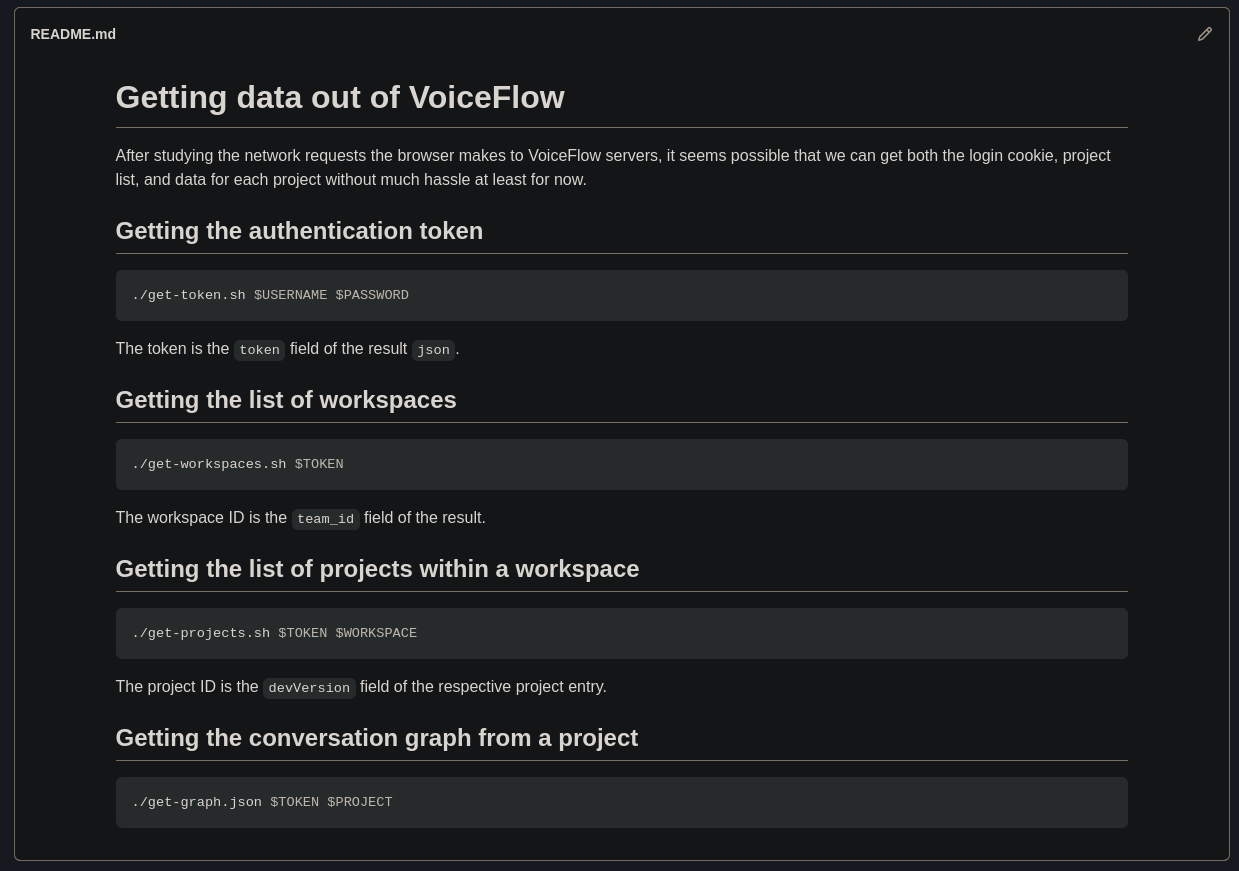 README.md
Getting data out of VoiceFlow
After studying the network requests the browser makes to VoiceFlow servers, it seems possible that we can get both the login cookie, project
list, and data for each project without much hassle at least for now.
Getting the authentication token
./get-token.sh $USERNAME $PASSWORD
The token is the token field of the result json.
Getting the list of workspaces
./get-workspaces.sh $TOKEN
The workspace ID is the team_id field of the result.
Getting the list of projects within a workspace
./get-projects.sh $TOKEN $WORKSPACE
The project ID is the devVersion field of the respective project entry.
Getting the conversation graph from a project
./get-graph.json $TOKEN $PROJECT